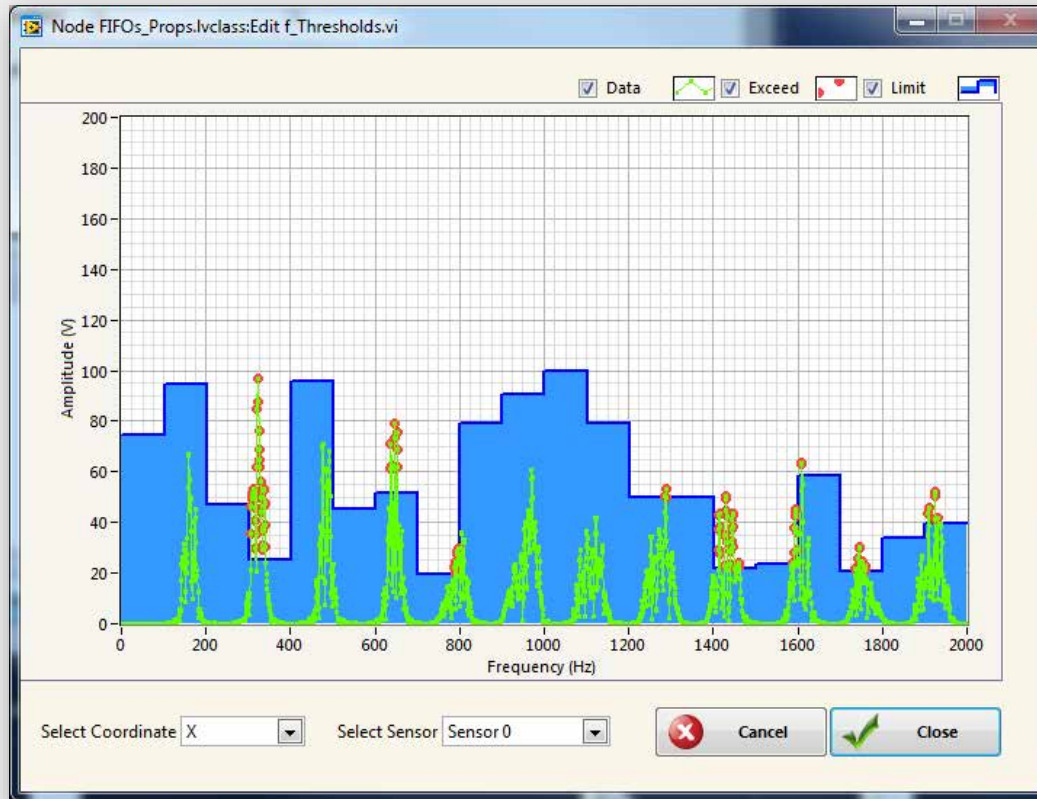 Node FIFOs_Props.lvclass:Edit f_Thresholds.vi
Data Exceed Limit
200
180
160
140
120
100
80
60
40
20
0
Amplitude (V)
0 200 400 600 800 1000 1200 1400 1600 1800 2000
Frequency (Hz)
Select Coordinate X Select Sensor Sensor 0 Cancel Close